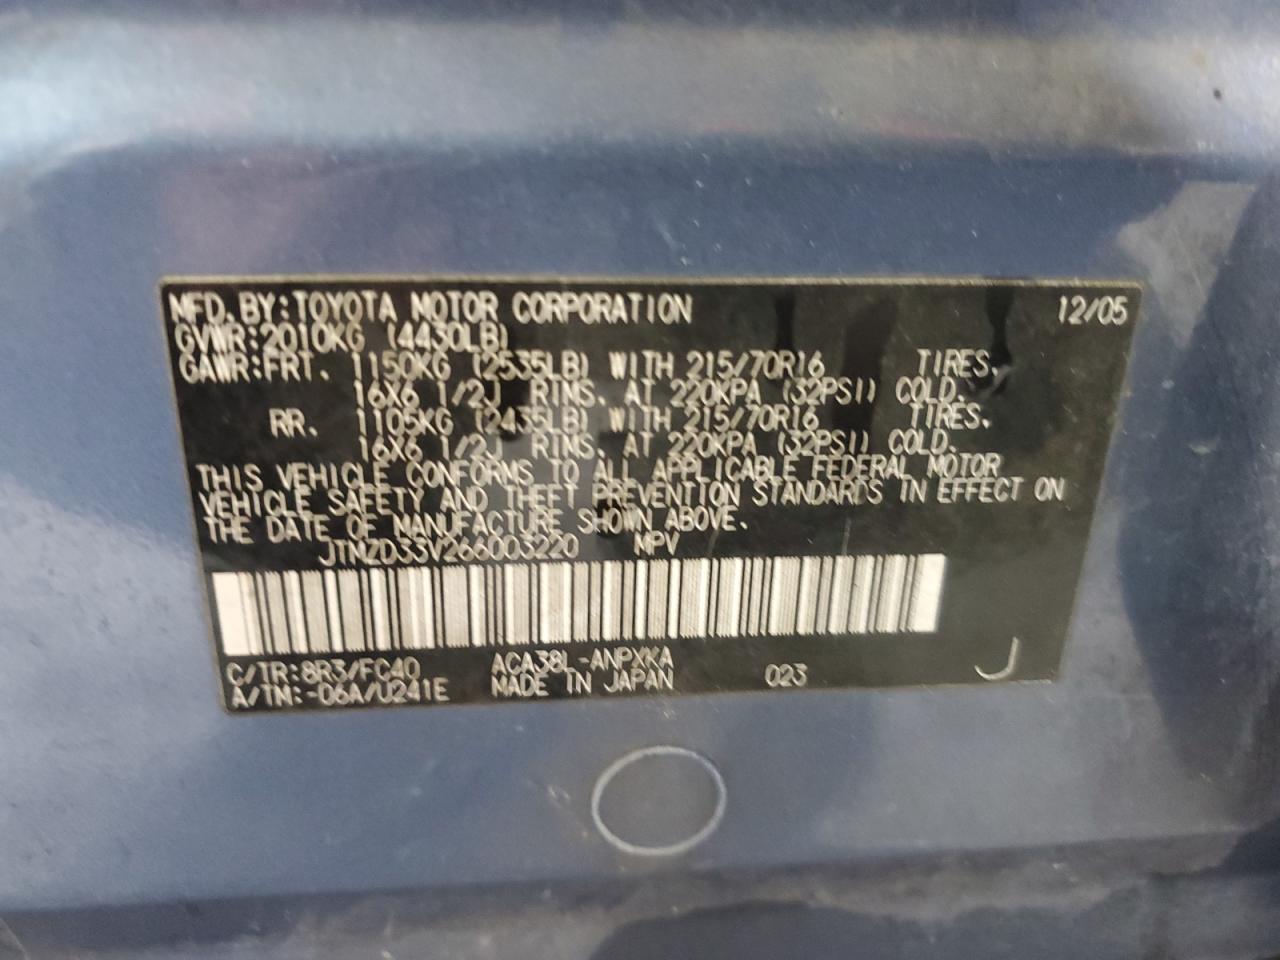 MFD.BY:TOYOTA MOTOR CORPORATION 12/05
GVWR:2010KG (4430LB)
GAWR:FRT. 1150KG (2535LB) WITH 215/70R16 TIRES,
16X6 1/2J RIMS, AT 220KPA (32PSI) COLD.
RR. 1105KG (2435LB) WITH 215/70R16 TIRES,
16X6 1/2J RIMS, AT 220KPA (32PSI) COLD.
THIS VEHICLE CONFORMS TO ALL APPLICABLE FEDERAL MOTOR
VEHICLE SAFETY AND THEFT PREVENTION STANDARDS IN EFFECT ON
THE DATE OF MANUFACTURE SHOWN ABOVE.
JTMZD33V266003220 MPV
C/TR:8R3/FC40 ACA38L-ANPXKA 023 J
A/TM:-06A/U241E MADE IN JAPAN